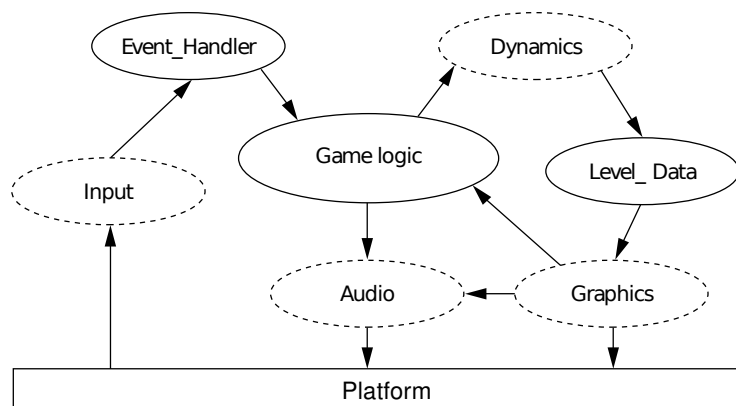 Event_Handler
Dynamics
Game logic
Level_ Data
Input
Audio
Graphics
Platform